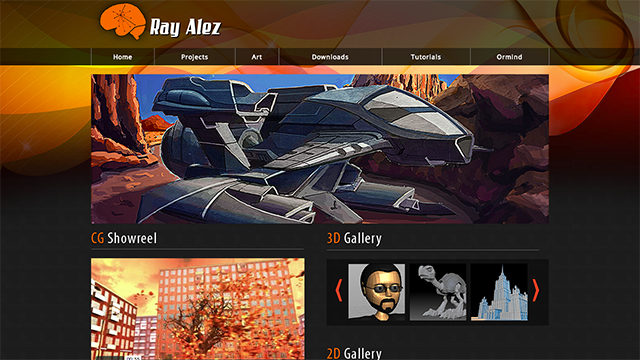 Ray Alez
Home Projects Art Downloads Tutorials Ormind
CG Showreel
3D Gallery
2D Gallery